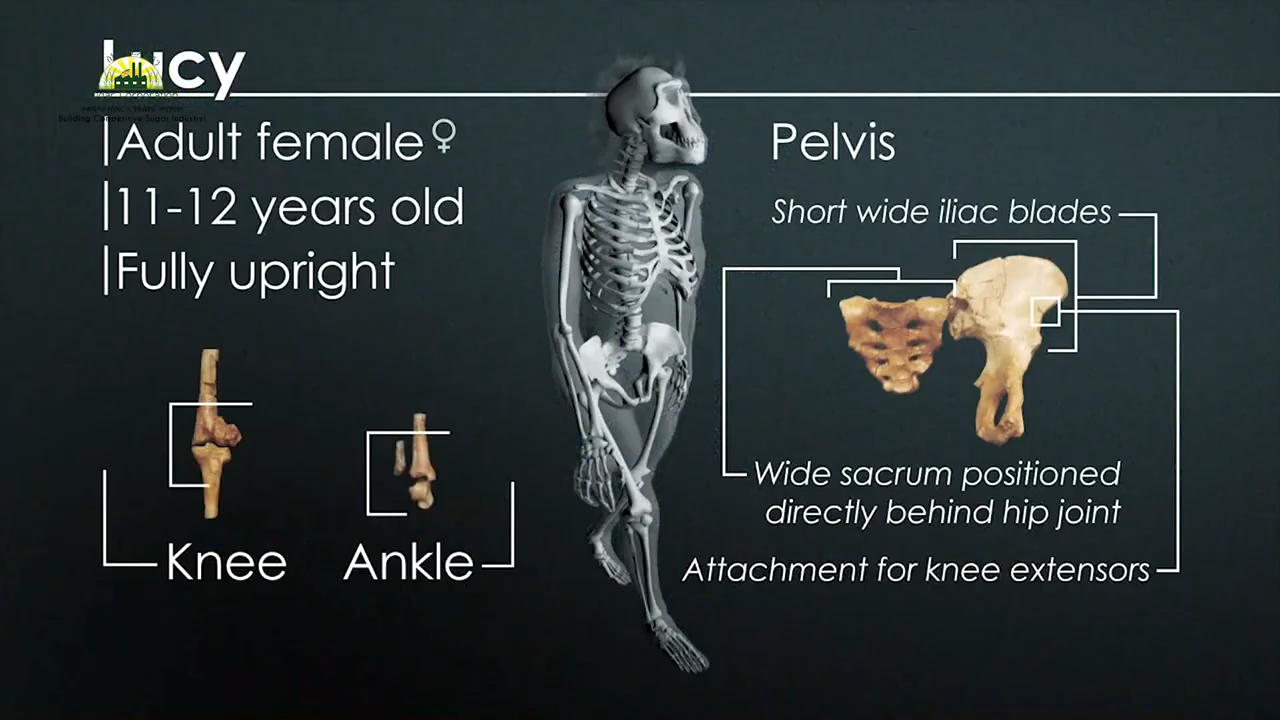 Lucy
Adult female♀
11-12 years old
Fully upright
Knee
Ankle
Pelvis
Short wide iliac blades
Wide sacrum positioned
directly behind hip joint
Attachment for knee extensors